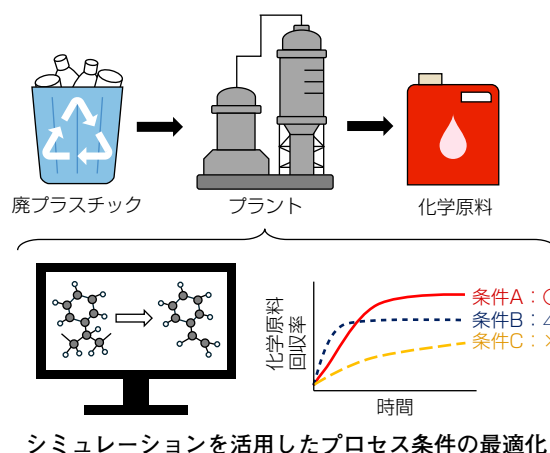 廃プラスチック
プラント
化学原料
化学原料
回収率
条件A：
条件B：
条件C：
時間
シミュレーションを活用したプロセス条件の最適化